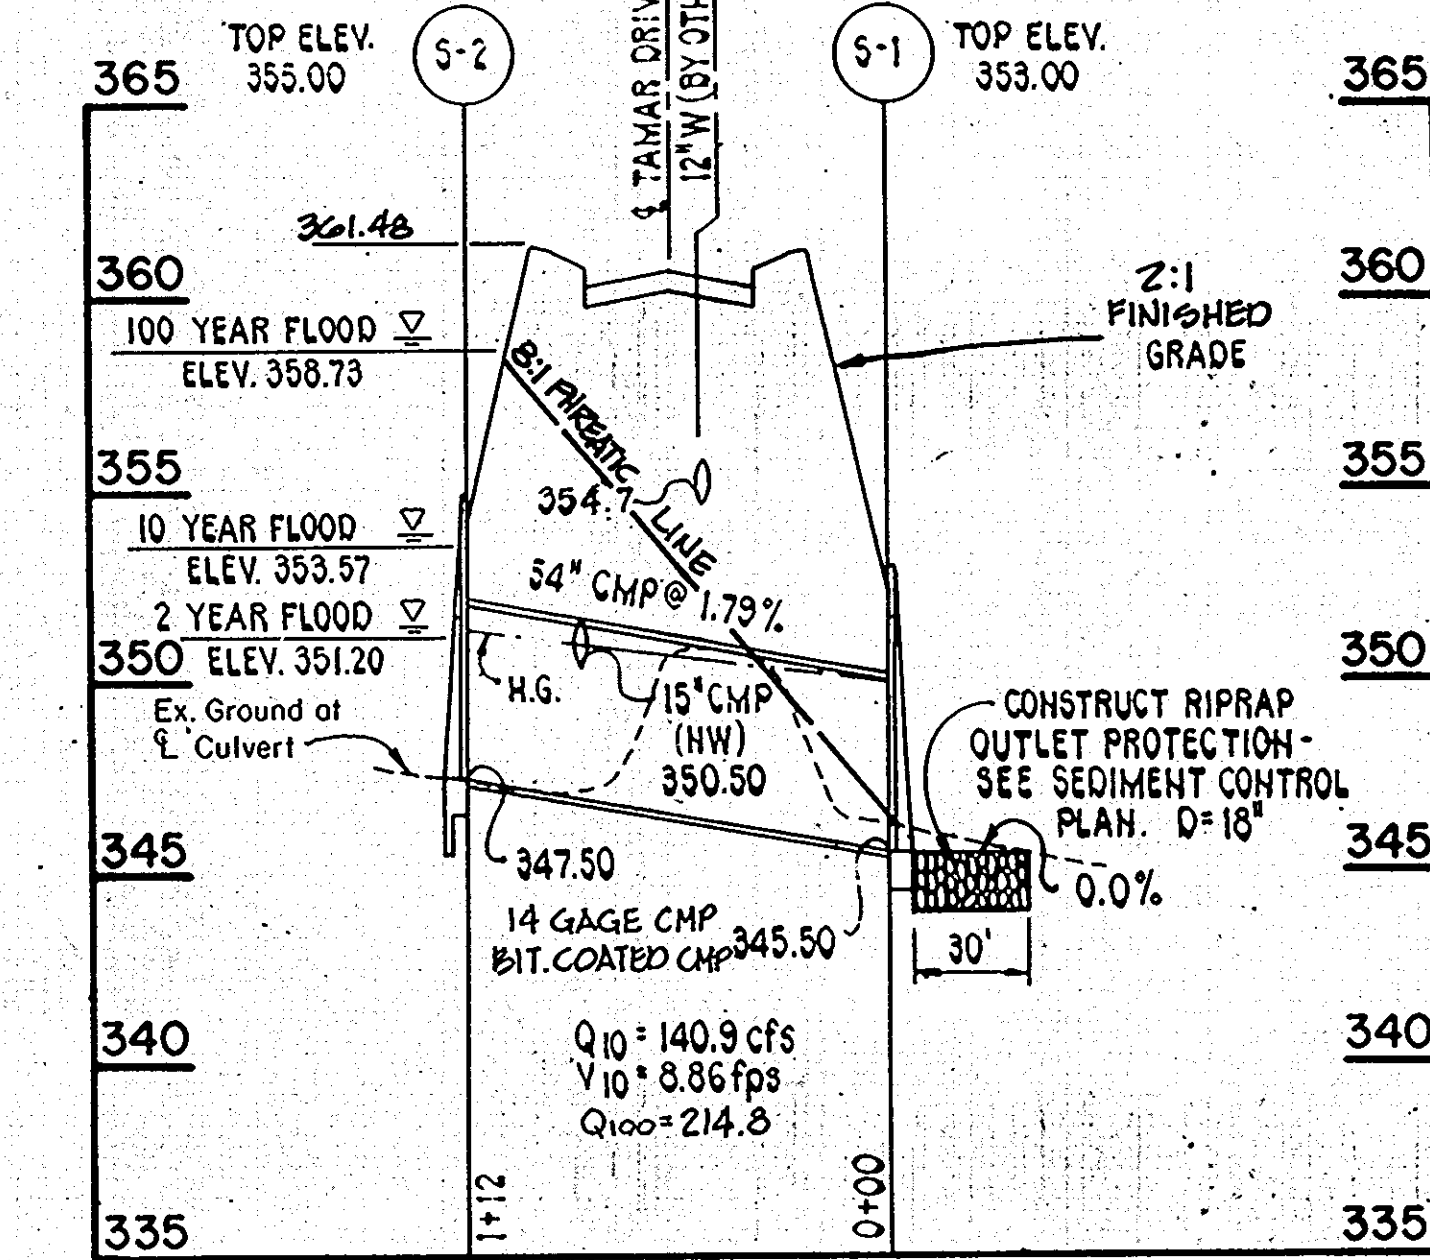 TOP ELEV.
355.00
S-2
℄ TAMAR DRIV
12"W (BY OTH
S-1
TOP ELEV.
353.00
365
365
361.48
360
360
100 YEAR FLOOD
ELEV. 358.73
2:1
FINISHED
GRADE
8:1 PHREATIC
LINE
355
355
354.7
10 YEAR FLOOD
ELEV. 353.57
54" CMP @ 1.79%
2 YEAR FLOOD
ELEV. 351.20
350
350
H.G.
15" CMP
(HW)
350.50
Ex. Ground at
℄ Culvert
CONSTRUCT RIPRAP
OUTLET PROTECTION-
SEE SEDIMENT CONTROL
PLAN. D=18"
345
345
347.50
0.0%
14 GAGE CMP
BIT. COATED CMP
345.50
30'
340
340
Q10 = 140.9 cfs
V10 = 8.86 fps
Q100 = 214.8
1+12
0+00
335
335